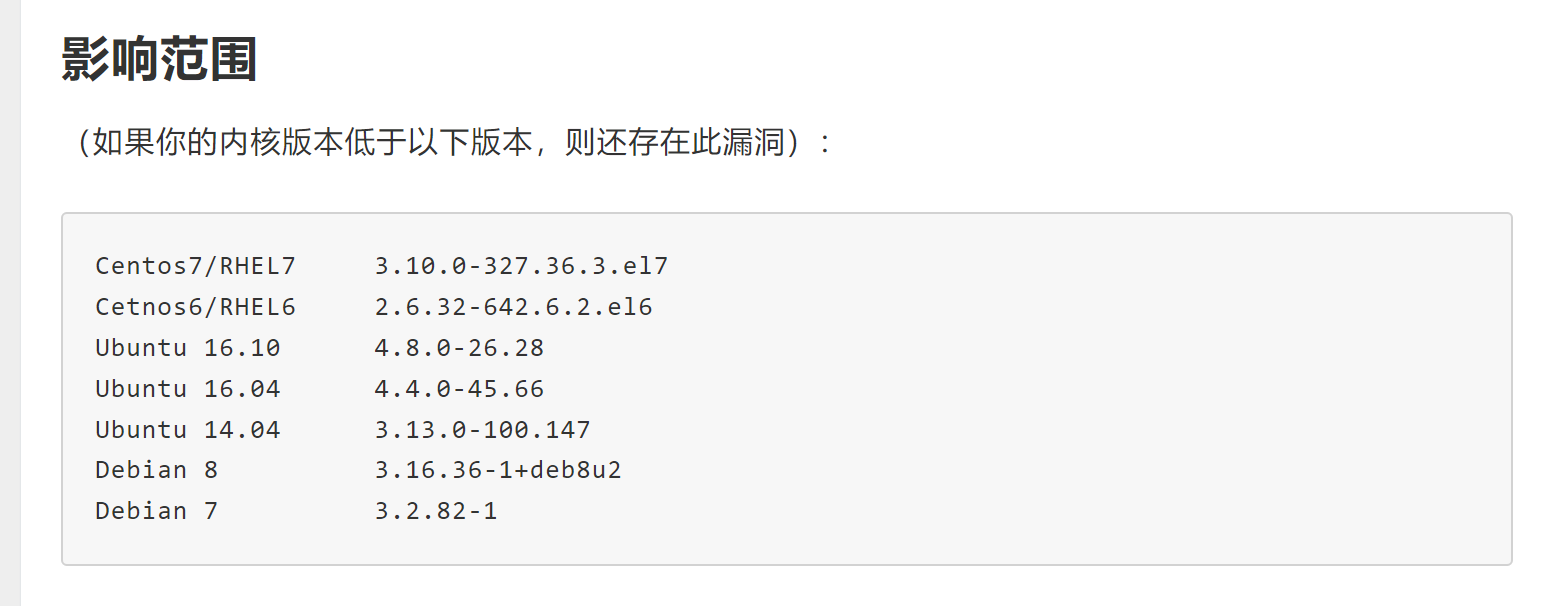 影响范围
（如果你的内核版本低于以下版本，则还存在此漏洞）：
Centos7/RHEL7     3.10.0-327.36.3.el7
Cetnos6/RHEL6     2.6.32-642.6.2.el6
Ubuntu 16.10      4.8.0-26.28
Ubuntu 16.04      4.4.0-45.66
Ubuntu 14.04      3.13.0-100.147
Debian 8          3.16.36-1+deb8u2
Debian 7          3.2.82-1